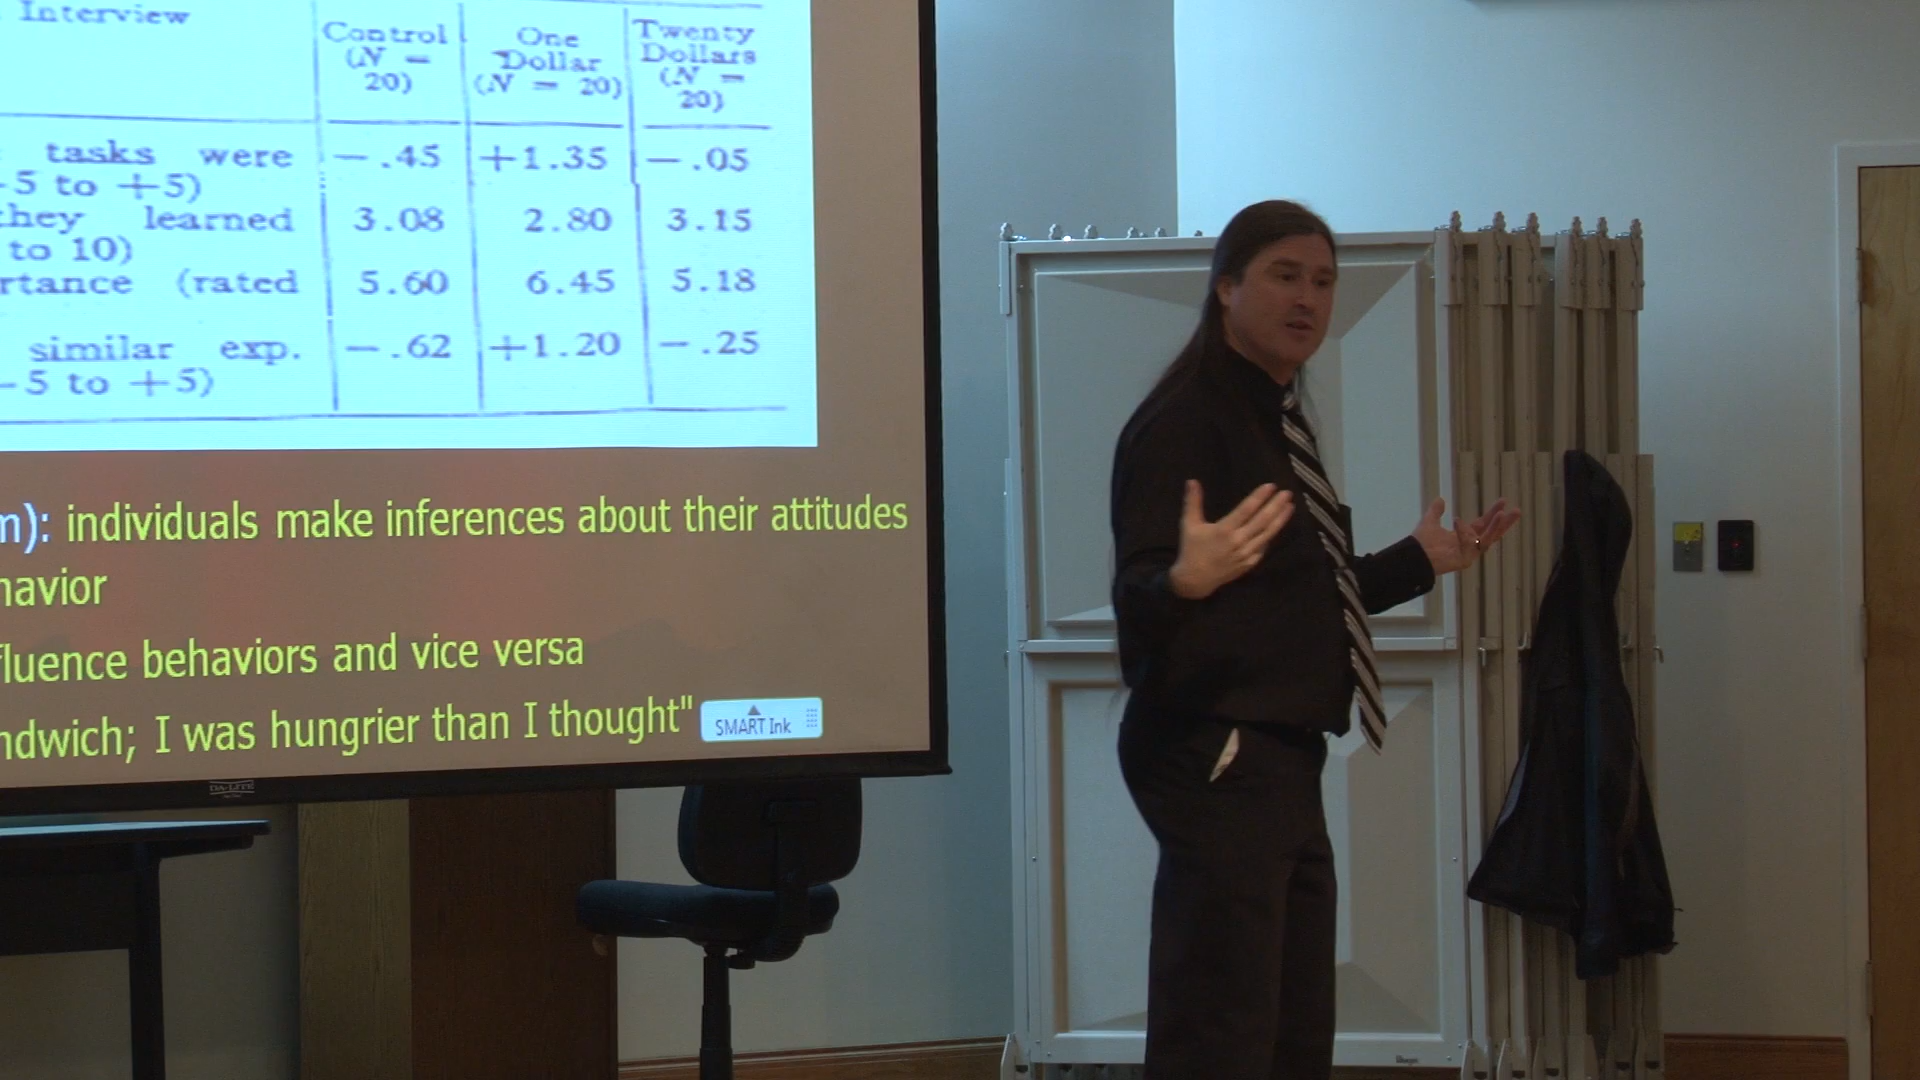 Interview
Control
(N =
20)
One
Dollar
(N = 20)
Twenty
Dollars
(N =
20)
tasks were
-5 to +5)
-.45
+1.35
-.05
they learned
to 10)
3.08
2.80
3.15
rtance (rated
5.60
6.45
5.18
similar exp.
-5 to +5)
-.62
+1.20
-.25
m): individuals make inferences about their attitudes
havior
fluence behaviors and vice versa
ndwich; I was hungrier than I thought"
SMART Ink
DA-LITE